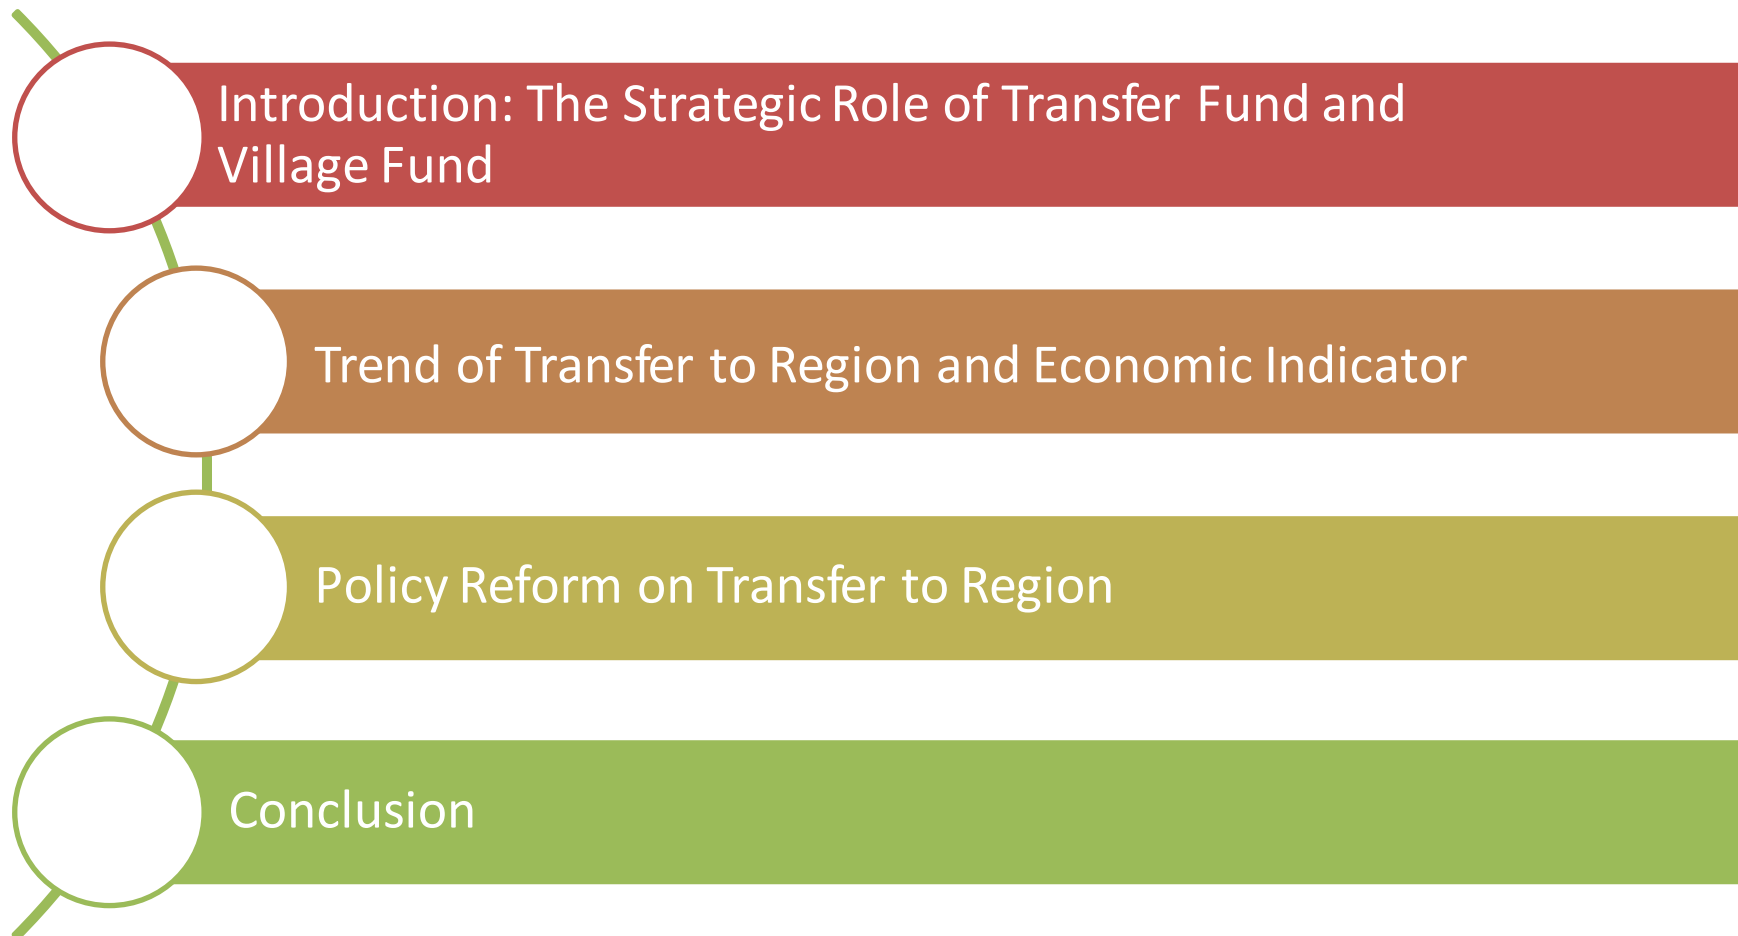 Introduction: The Strategic Role of Transfer Fund and
Village Fund
Trend of Transfer to Region and Economic Indicator
Policy Reform on Transfer to Region
Conclusion